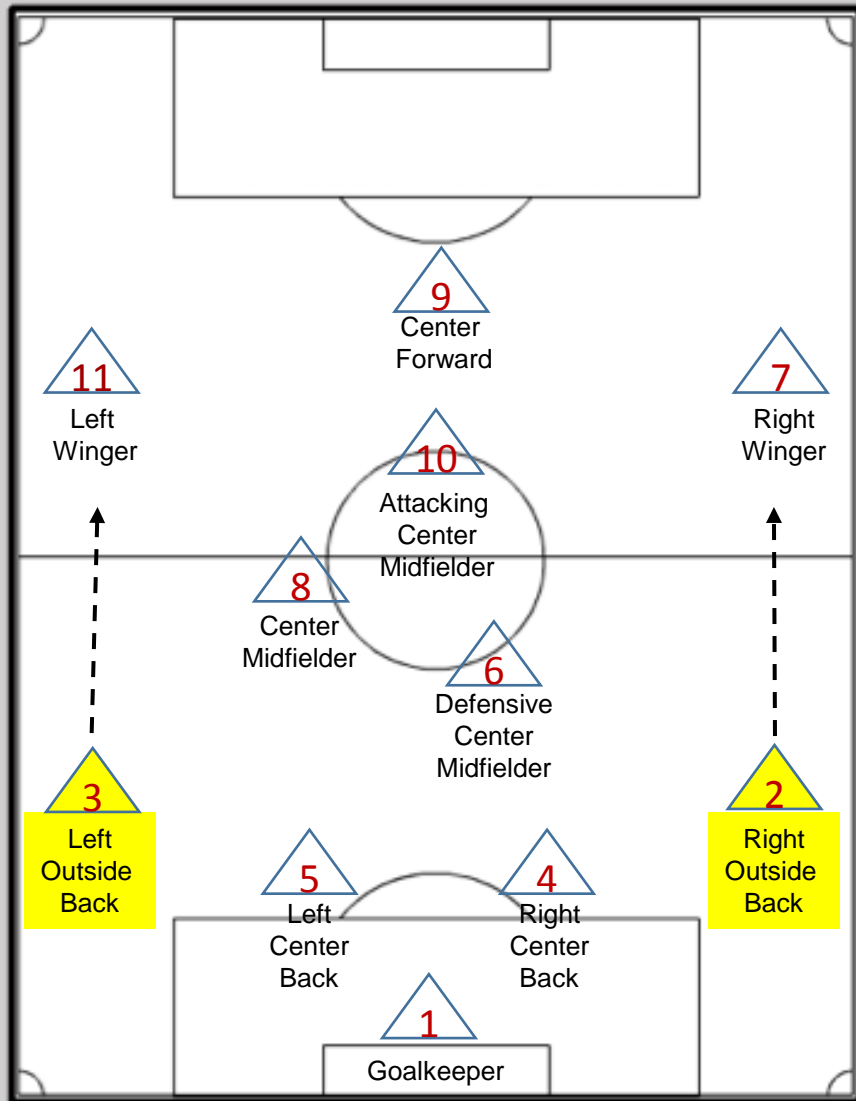 9
Center
Forward
11
Left
Winger
7
Right
Winger
10
Attacking
Center
Midfielder
8
Center
Midfielder
6
Defensive
Center
Midfielder
3
Left
Outside
Back
2
Right
Outside
Back
5
Left
Center
Back
4
Right
Center
Back
1
Goalkeeper